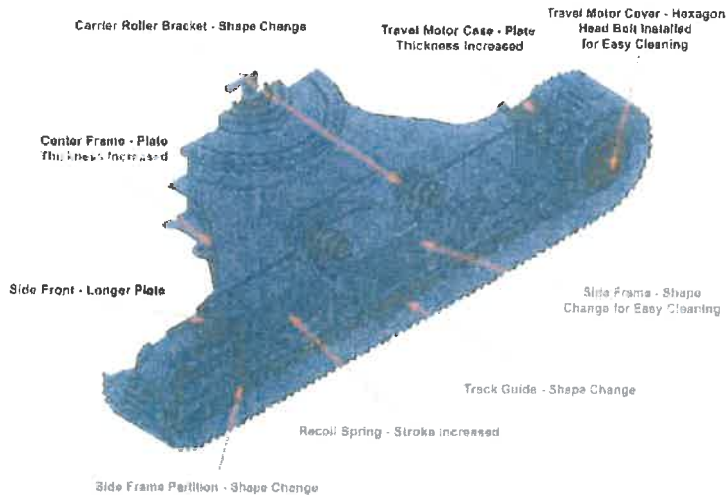 Carrier Roller Bracket - Shape Change
Travel Motor Case - Plate
Thickness Increased
Travel Motor Cover - Hexagon
Head Bolt Installed
for Easy Cleaning
Center Frame - Plate
Thickness Increased
Side Front - Longer Plate
Side Frame - Shape
Change for Easy Cleaning
Track Guide - Shape Change
Recoil Spring - Stroke Increased
Side Frame Partition - Shape Change